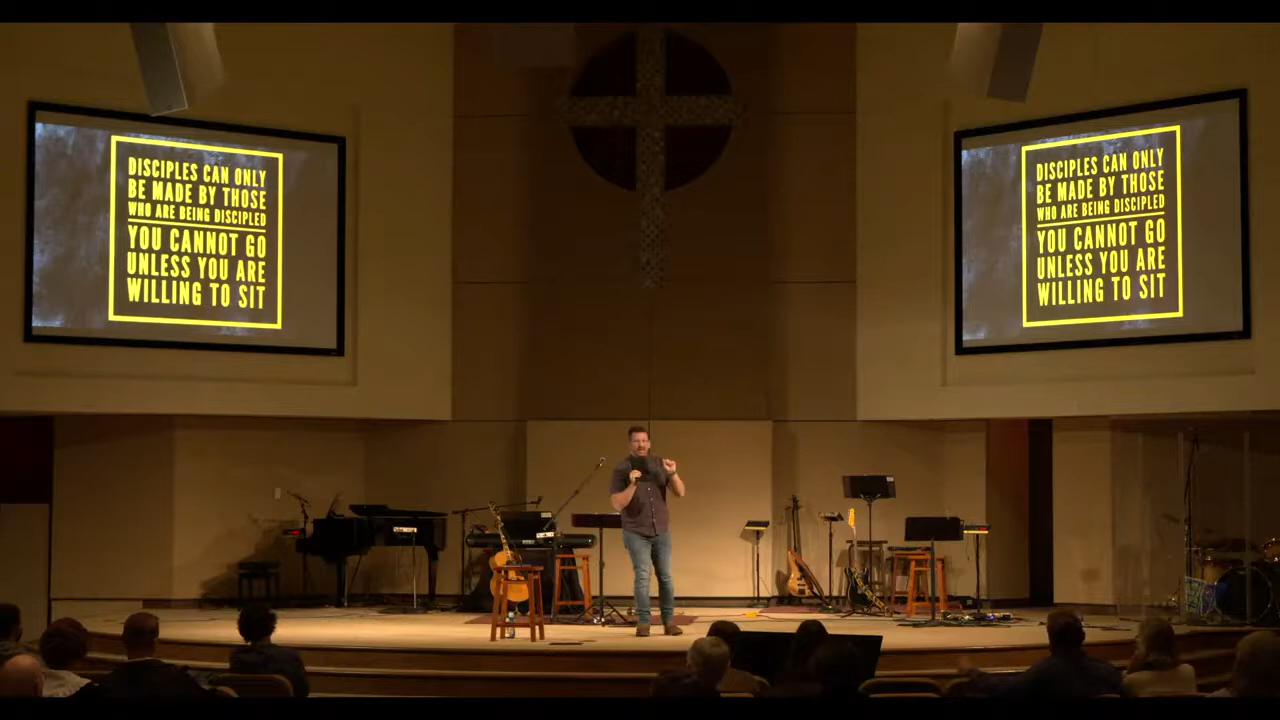 DISCIPLES CAN ONLY
BE MADE BY THOSE
WHO ARE BEING DISCIPLED
YOU CANNOT GO
UNLESS YOU ARE
WILLING TO SIT
DISCIPLES CAN ONLY
BE MADE BY THOSE
WHO ARE BEING DISCIPLED
YOU CANNOT GO
UNLESS YOU ARE
WILLING TO SIT